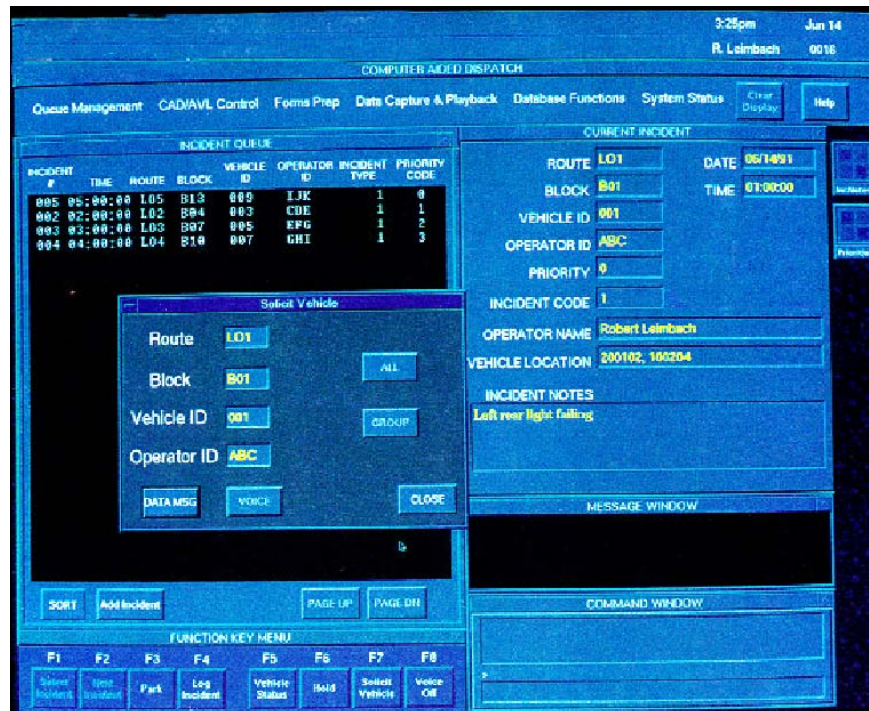 3:25pm Jun 14
R. Leimbach 0016
COMPUTER AIDED DISPATCH
Queue Management CAD/AVL Control Forms Prep Data Capture & Playback Database Functions System Status Clear Display Help
INCIDENT QUEUE
INCIDENT # TIME ROUTE BLOCK VEHICLE ID OPERATOR ID INCIDENT TYPE PRIORITY CODE
005 05:00:00 L05 B13 009 IJK 1 0
002 02:00:00 L02 B04 003 CDE 1 1
003 03:00:00 L03 B07 005 EFG 1 2
004 04:00:00 L04 B10 007 GHI 1 3
Solicit Vehicle
Route LO1
Block B01
Vehicle ID 001
Operator ID ABC
ALL
GROUP
DATA MSG VOICE CLOSE
SORT Add Incident PAGE UP PAGE DN
CURRENT INCIDENT
ROUTE LO1 DATE 06/14/91
BLOCK B01 TIME 01:00:00
VEHICLE ID 001
OPERATOR ID ABC
PRIORITY 0
INCIDENT CODE 1
OPERATOR NAME Robert Leimbach
VEHICLE LOCATION 200102, 100204
INCIDENT NOTES
Left rear light failing
MESSAGE WINDOW
COMMAND WINDOW
>
FUNCTION KEY MENU
F1 F2 F3 F4 F5 F6 F7 F8
Select Incident Next Incident Park Log Incident Vehicle Status Hold Solicit Vehicle Voice Off